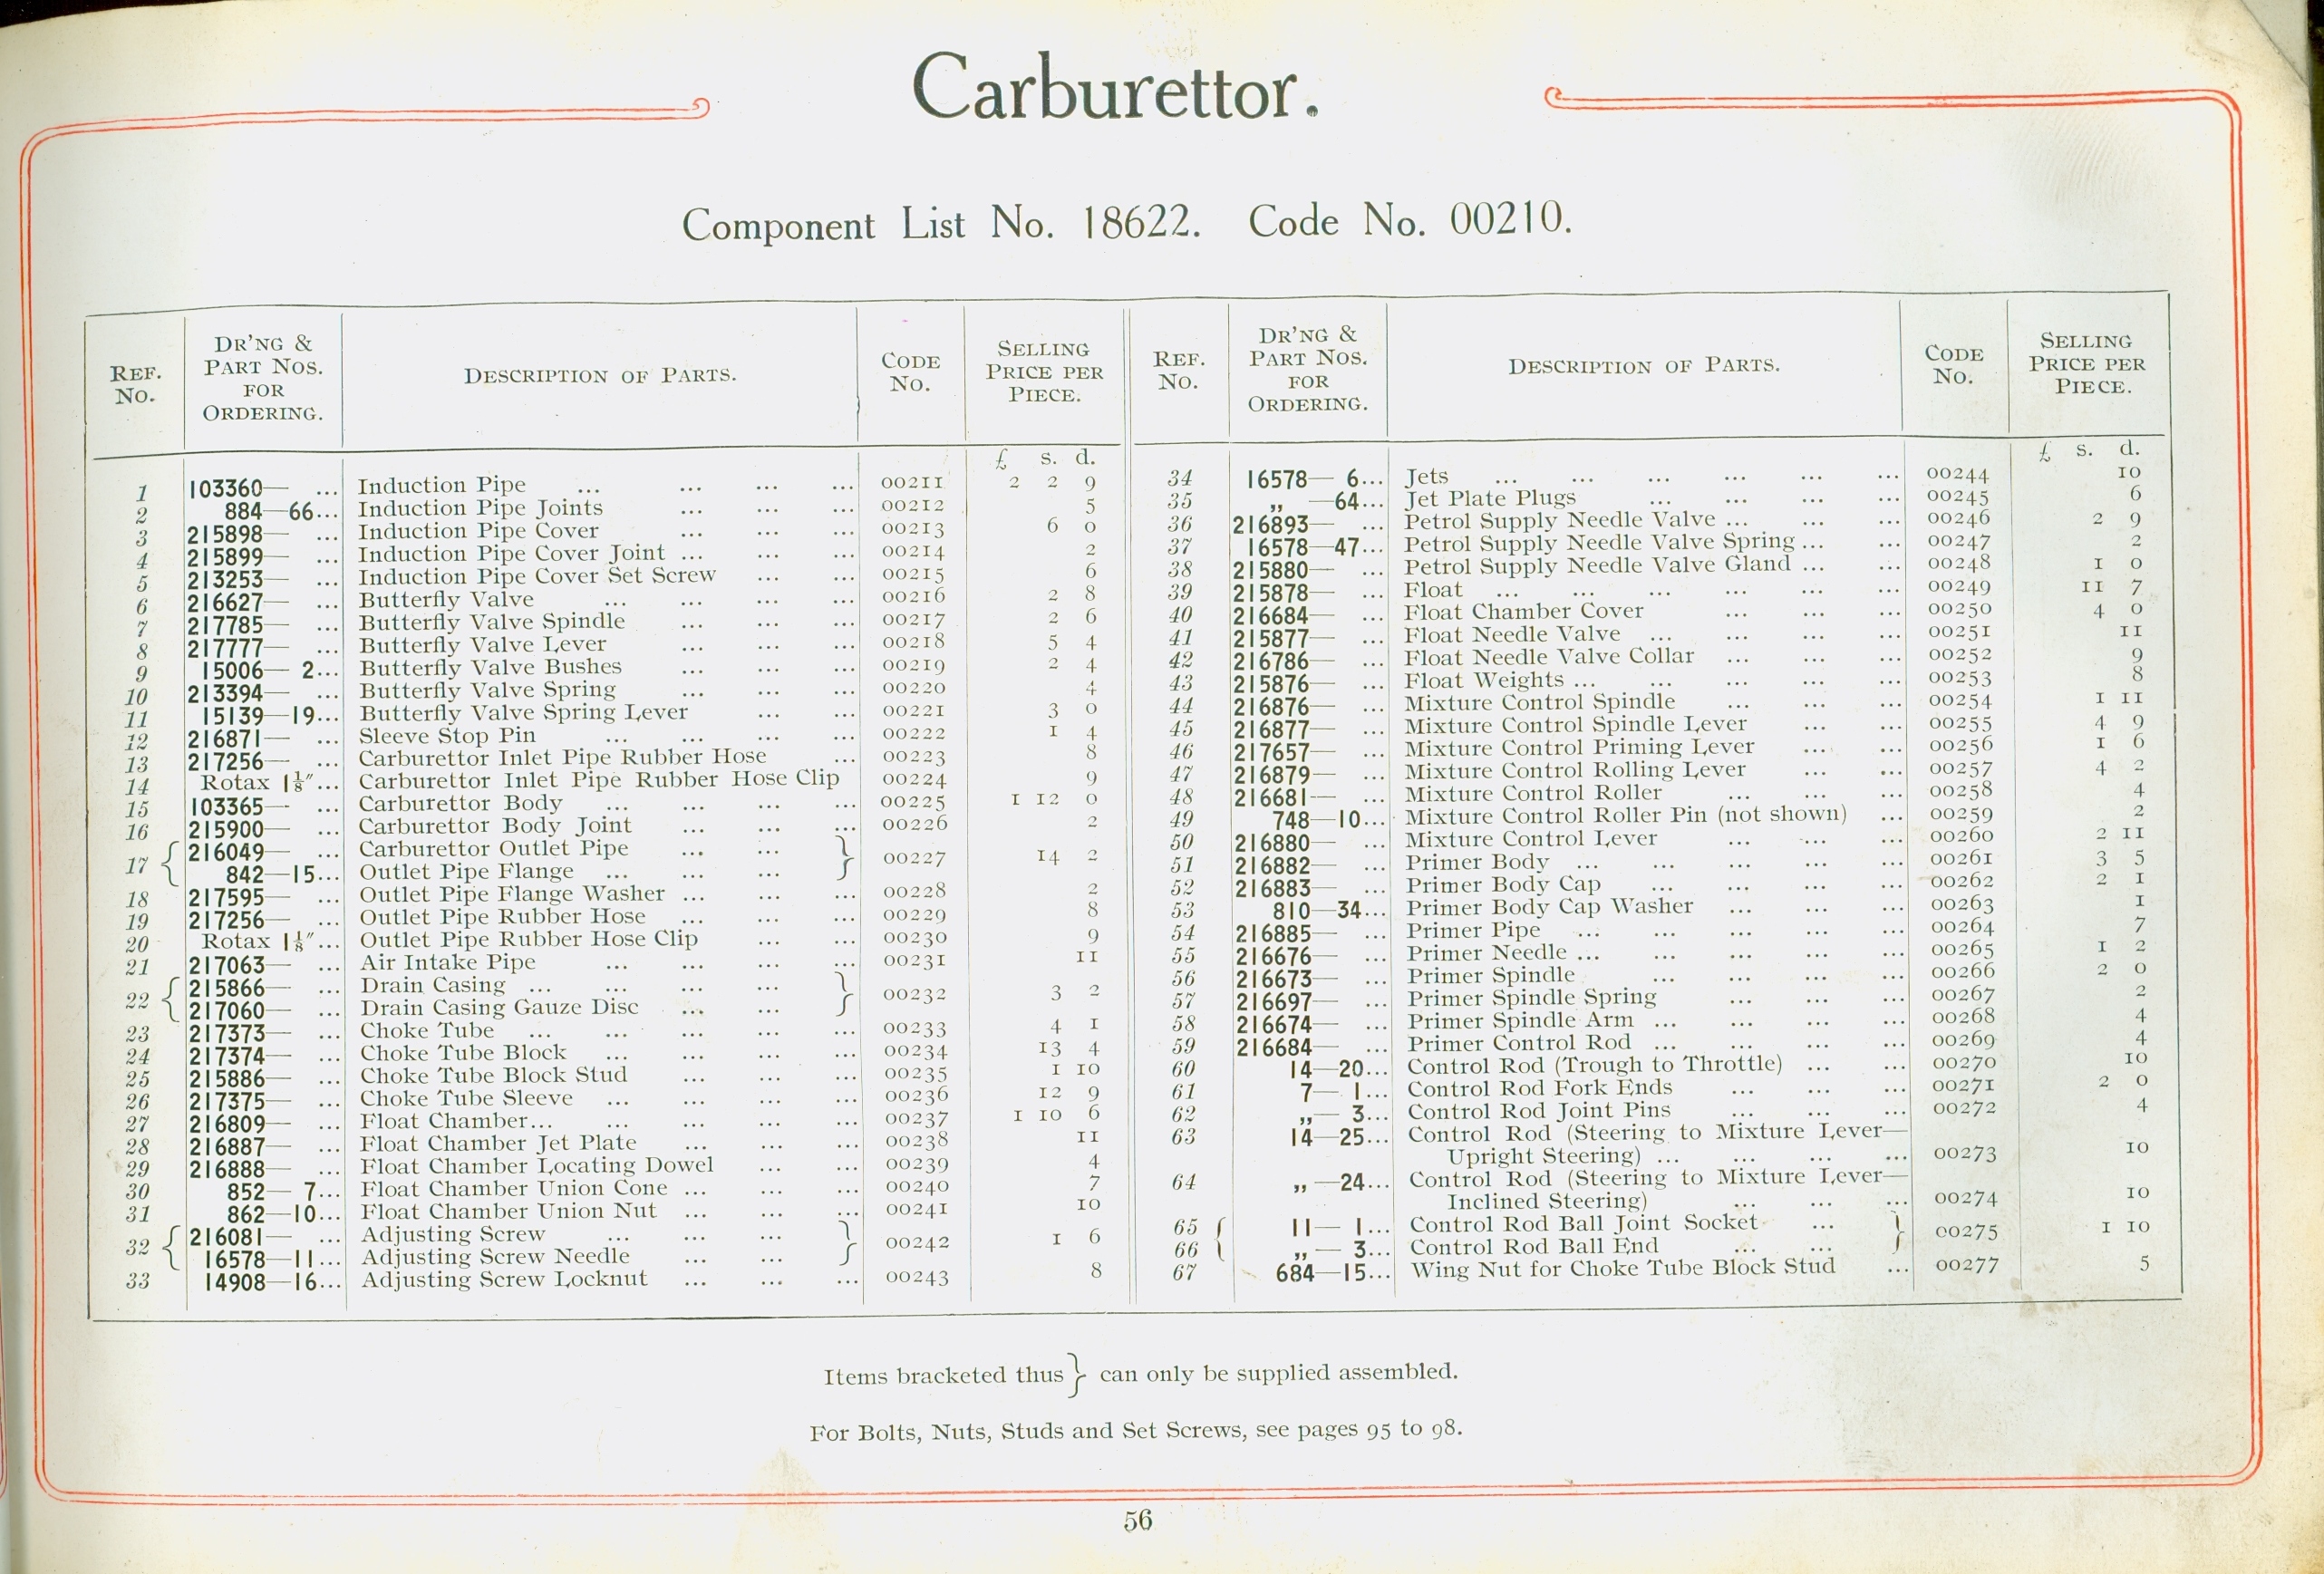 Carburettor.
Component List No. 18622. Code No. 00210.
REF. No. DR'NG & PART NOS. FOR ORDERING. DESCRIPTION OF PARTS. CODE No. SELLING PRICE PER PIECE.
£ s. d.
1 103360— ... Induction Pipe ... ... ... ... 00211 2 2 9
2 884—66... Induction Pipe Joints ... ... ... 00212 5
3 215898— ... Induction Pipe Cover ... ... ... 00213 6 0
4 215899— ... Induction Pipe Cover Joint ... ... ... 00214 2
5 213253— ... Induction Pipe Cover Set Screw ... ... 00215 6
6 216627— ... Butterfly Valve ... ... ... ... 00216 2 8
7 217785— ... Butterfly Valve Spindle ... ... ... 00217 2 6
8 217777— ... Butterfly Valve Lever ... ... ... 00218 5 4
9 15006— 2... Butterfly Valve Bushes ... ... ... 00219 2 4
10 213394— ... Butterfly Valve Spring ... ... ... 00220 4
11 15139—19... Butterfly Valve Spring Lever ... ... 00221 3 0
12 216871— ... Sleeve Stop Pin ... ... ... ... 00222 1 4
13 217256— ... Carburettor Inlet Pipe Rubber Hose ... 00223 8
14 Rotax 1⅛″... Carburettor Inlet Pipe Rubber Hose Clip 00224 9
15 103365— ... Carburettor Body ... ... ... ... 00225 1 12 0
16 215900— ... Carburettor Body Joint ... ... ... 00226 2
17 { 216049— ... Carburettor Outlet Pipe ... ... } 00227 14 2
842—15... Outlet Pipe Flange ... ... ...
18 217595— ... Outlet Pipe Flange Washer ... ... ... 00228 2
19 217256— ... Outlet Pipe Rubber Hose ... ... ... 00229 8
20 Rotax 1⅛″... Outlet Pipe Rubber Hose Clip ... ... 00230 9
21 217063— ... Air Intake Pipe ... ... ... ... 00231 11
22 { 215866— ... Drain Casing ... ... ... ... } 00232 3 2
217060— ... Drain Casing Gauze Disc ... ...
23 217373— ... Choke Tube ... ... ... ... ... 00233 4 1
24 217374— ... Choke Tube Block ... ... ... ... 00234 13 4
25 215886— ... Choke Tube Block Stud ... ... ... 00235 1 10
26 217375— ... Choke Tube Sleeve ... ... ... ... 00236 12 9
27 216809— ... Float Chamber... ... ... ... ... 00237 1 10 6
28 216887— ... Float Chamber Jet Plate ... ... ... 00238 11
29 216888— ... Float Chamber Locating Dowel ... ... 00239 4
30 852— 7... Float Chamber Union Cone ... ... ... 00240 7
31 862—10... Float Chamber Union Nut ... ... ... 00241 10
32 { 216081— ... Adjusting Screw ... ... ... } 00242 1 6
16578—11... Adjusting Screw Needle ... ...
33 14908—16... Adjusting Screw Locknut ... ... ... 00243 8
REF. No. DR'NG & PART NOS. FOR ORDERING. DESCRIPTION OF PARTS. CODE No. SELLING PRICE PER PIECE.
£ s. d.
34 16578— 6... Jets ... ... ... ... ... ... 00244 10
35 „ —64... Jet Plate Plugs ... ... ... ... 00245 6
36 216893— ... Petrol Supply Needle Valve ... ... ... 00246 2 9
37 16578—47... Petrol Supply Needle Valve Spring ... ... 00247 2
38 215880— ... Petrol Supply Needle Valve Gland ... ... 00248 1 0
39 215878— ... Float ... ... ... ... ... ... 00249 11 7
40 216684— ... Float Chamber Cover ... ... ... 00250 4 0
41 215877— ... Float Needle Valve ... ... ... ... 00251 11
42 216786— ... Float Needle Valve Collar ... ... ... 00252 9
43 215876— ... Float Weights ... ... ... ... ... 00253 8
44 216876— ... Mixture Control Spindle ... ... ... 00254 1 11
45 216877— ... Mixture Control Spindle Lever ... ... 00255 4 9
46 217657— ... Mixture Control Priming Lever ... ... 00256 1 6
47 216879— ... Mixture Control Rolling Lever ... ... 00257 4 2
48 216681— ... Mixture Control Roller ... ... ... 00258 4
49 748—10... Mixture Control Roller Pin (not shown) ... 00259 2
50 216880— ... Mixture Control Lever ... ... ... 00260 2 11
51 216882— ... Primer Body ... ... ... ... ... 00261 3 5
52 216883— ... Primer Body Cap ... ... ... ... 00262 2 1
53 810—34... Primer Body Cap Washer ... ... ... 00263 1
54 216885— ... Primer Pipe ... ... ... ... ... 00264 7
55 216676— ... Primer Needle ... ... ... ... ... 00265 1 2
56 216673— ... Primer Spindle ... ... ... ... 00266 2 0
57 216697— ... Primer Spindle Spring ... ... ... 00267 2
58 216674— ... Primer Spindle Arm ... ... ... ... 00268 4
59 216684— ... Primer Control Rod ... ... ... ... 00269 4
60 14—20... Control Rod (Trough to Throttle) ... ... 00270 10
61 7— 1... Control Rod Fork Ends ... ... ... 00271 2 0
62 „— 3... Control Rod Joint Pins ... ... ... 00272 4
63 14—25... Control Rod (Steering to Mixture Lever—
Upright Steering) ... ... ... ... 00273 10
64 „ —24... Control Rod (Steering to Mixture Lever—
Inclined Steering) ... ... ... 00274 10
65 { 11— 1... Control Rod Ball Joint Socket ... } 00275 1 10
66 „ — 3... Control Rod Ball End ... ...
67 684—15... Wing Nut for Choke Tube Block Stud ... 00277 5
Items bracketed thus } can only be supplied assembled.
For Bolts, Nuts, Studs and Set Screws, see pages 95 to 98.
56